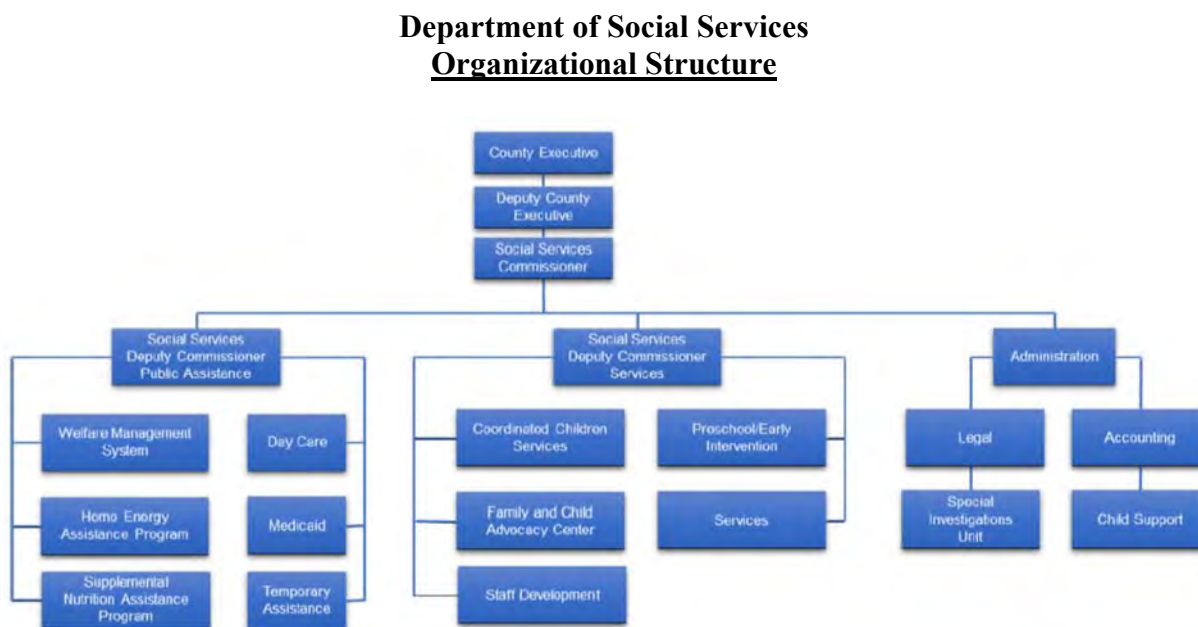 Department of Social Services
Organizational Structure
County Executive
Deputy County
Executive
Social Services
Commissioner
Social Services
Deputy Commissioner
Public Assistance
Social Services
Deputy Commissioner
Services
Administration
Welfare Management
System
Day Care
Coordinated Children
Services
Preschool/Early
Intervention
Legal
Accounting
Home Energy
Assistance Program
Medicaid
Family and Child
Advocacy Center
Services
Special
Investigations
Unit
Child Support
Supplemental
Nutrition Assistance
Program
Temporary
Assistance
Staff Development